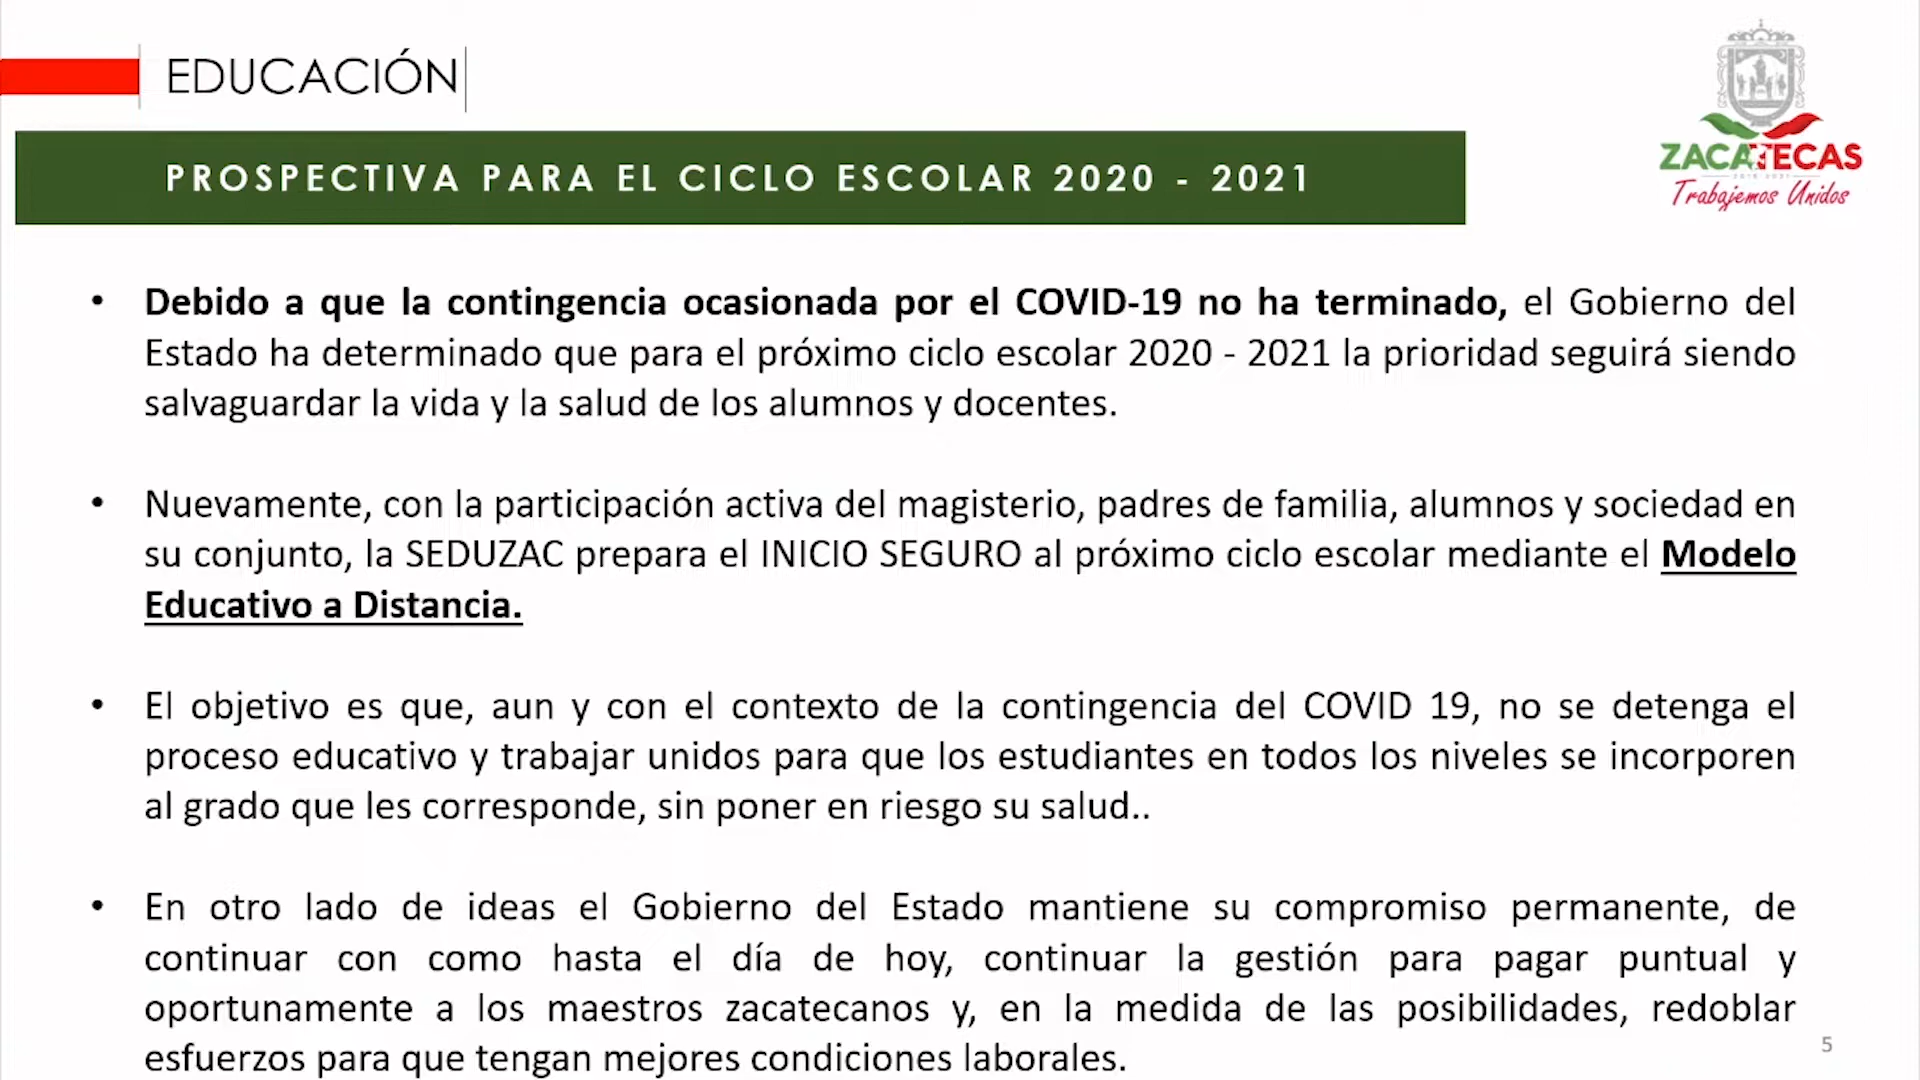 EDUCACIÓN
ZACATECAS
Trabajemos Unidos
PROSPECTIVA PARA EL CICLO ESCOLAR 2020 - 2021
• Debido a que la contingencia ocasionada por el COVID-19 no ha terminado, el Gobierno del
Estado ha determinado que para el próximo ciclo escolar 2020 - 2021 la prioridad seguirá siendo
salvaguardar la vida y la salud de los alumnos y docentes.
• Nuevamente, con la participación activa del magisterio, padres de familia, alumnos y sociedad en
su conjunto, la SEDUZAC prepara el INICIO SEGURO al próximo ciclo escolar mediante el Modelo
Educativo a Distancia.
• El objetivo es que, aun y con el contexto de la contingencia del COVID 19, no se detenga el
proceso educativo y trabajar unidos para que los estudiantes en todos los niveles se incorporen
al grado que les corresponde, sin poner en riesgo su salud..
• En otro lado de ideas el Gobierno del Estado mantiene su compromiso permanente, de
continuar con como hasta el día de hoy, continuar la gestión para pagar puntual y
oportunamente a los maestros zacatecanos y, en la medida de las posibilidades, redoblar
esfuerzos para que tengan mejores condiciones laborales.
5